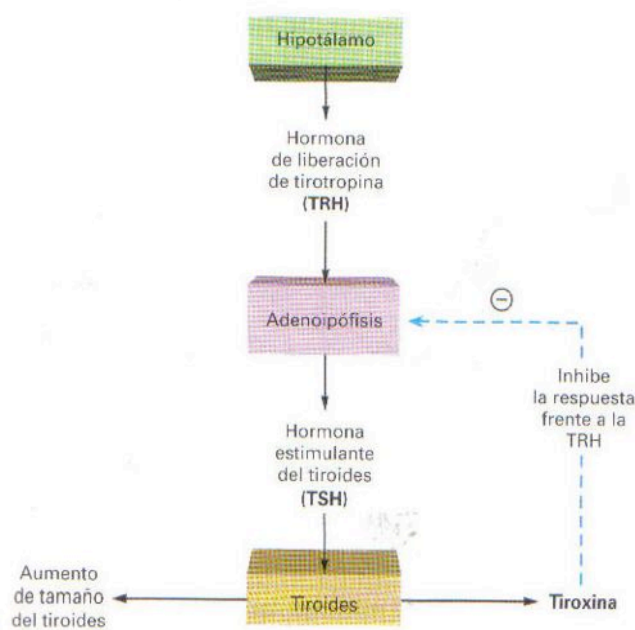 Hipotálamo
Hormona
de liberación
de tirotropina
(TRH)
Adenoipófisis
Inhibe
la respuesta
frente a la
TRH
Hormona
estimulante
del tiroides
(TSH)
Aumento
de tamaño
del tiroides
Tiroides
Tiroxina